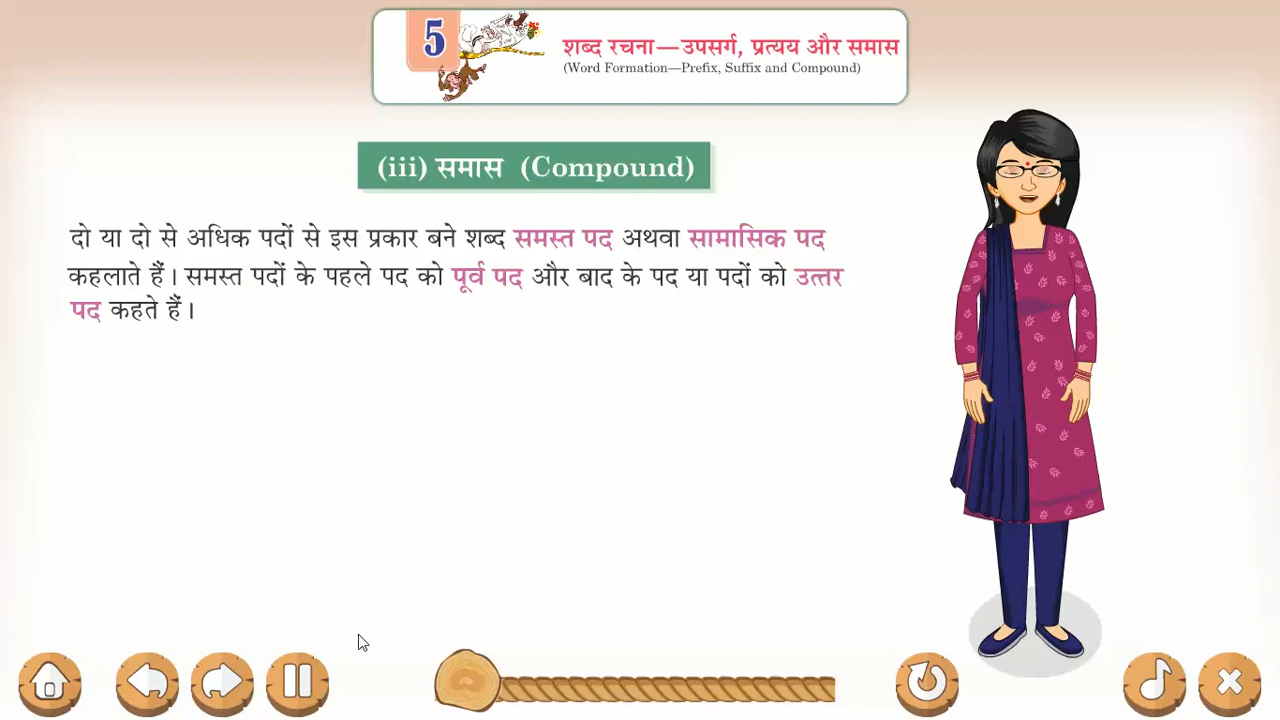 5
शब्द रचना—उपसर्ग, प्रत्यय और समास
(Word Formation—Prefix, Suffix and Compound)
(iii) समास (Compound)
दो या दो से अधिक पदों से इस प्रकार बने शब्द समस्त पद अथवा सामासिक पद
कहलाते हैं। समस्त पदों के पहले पद को पूर्व पद और बाद के पद या पदों को उत्तर
पद कहते हैं।